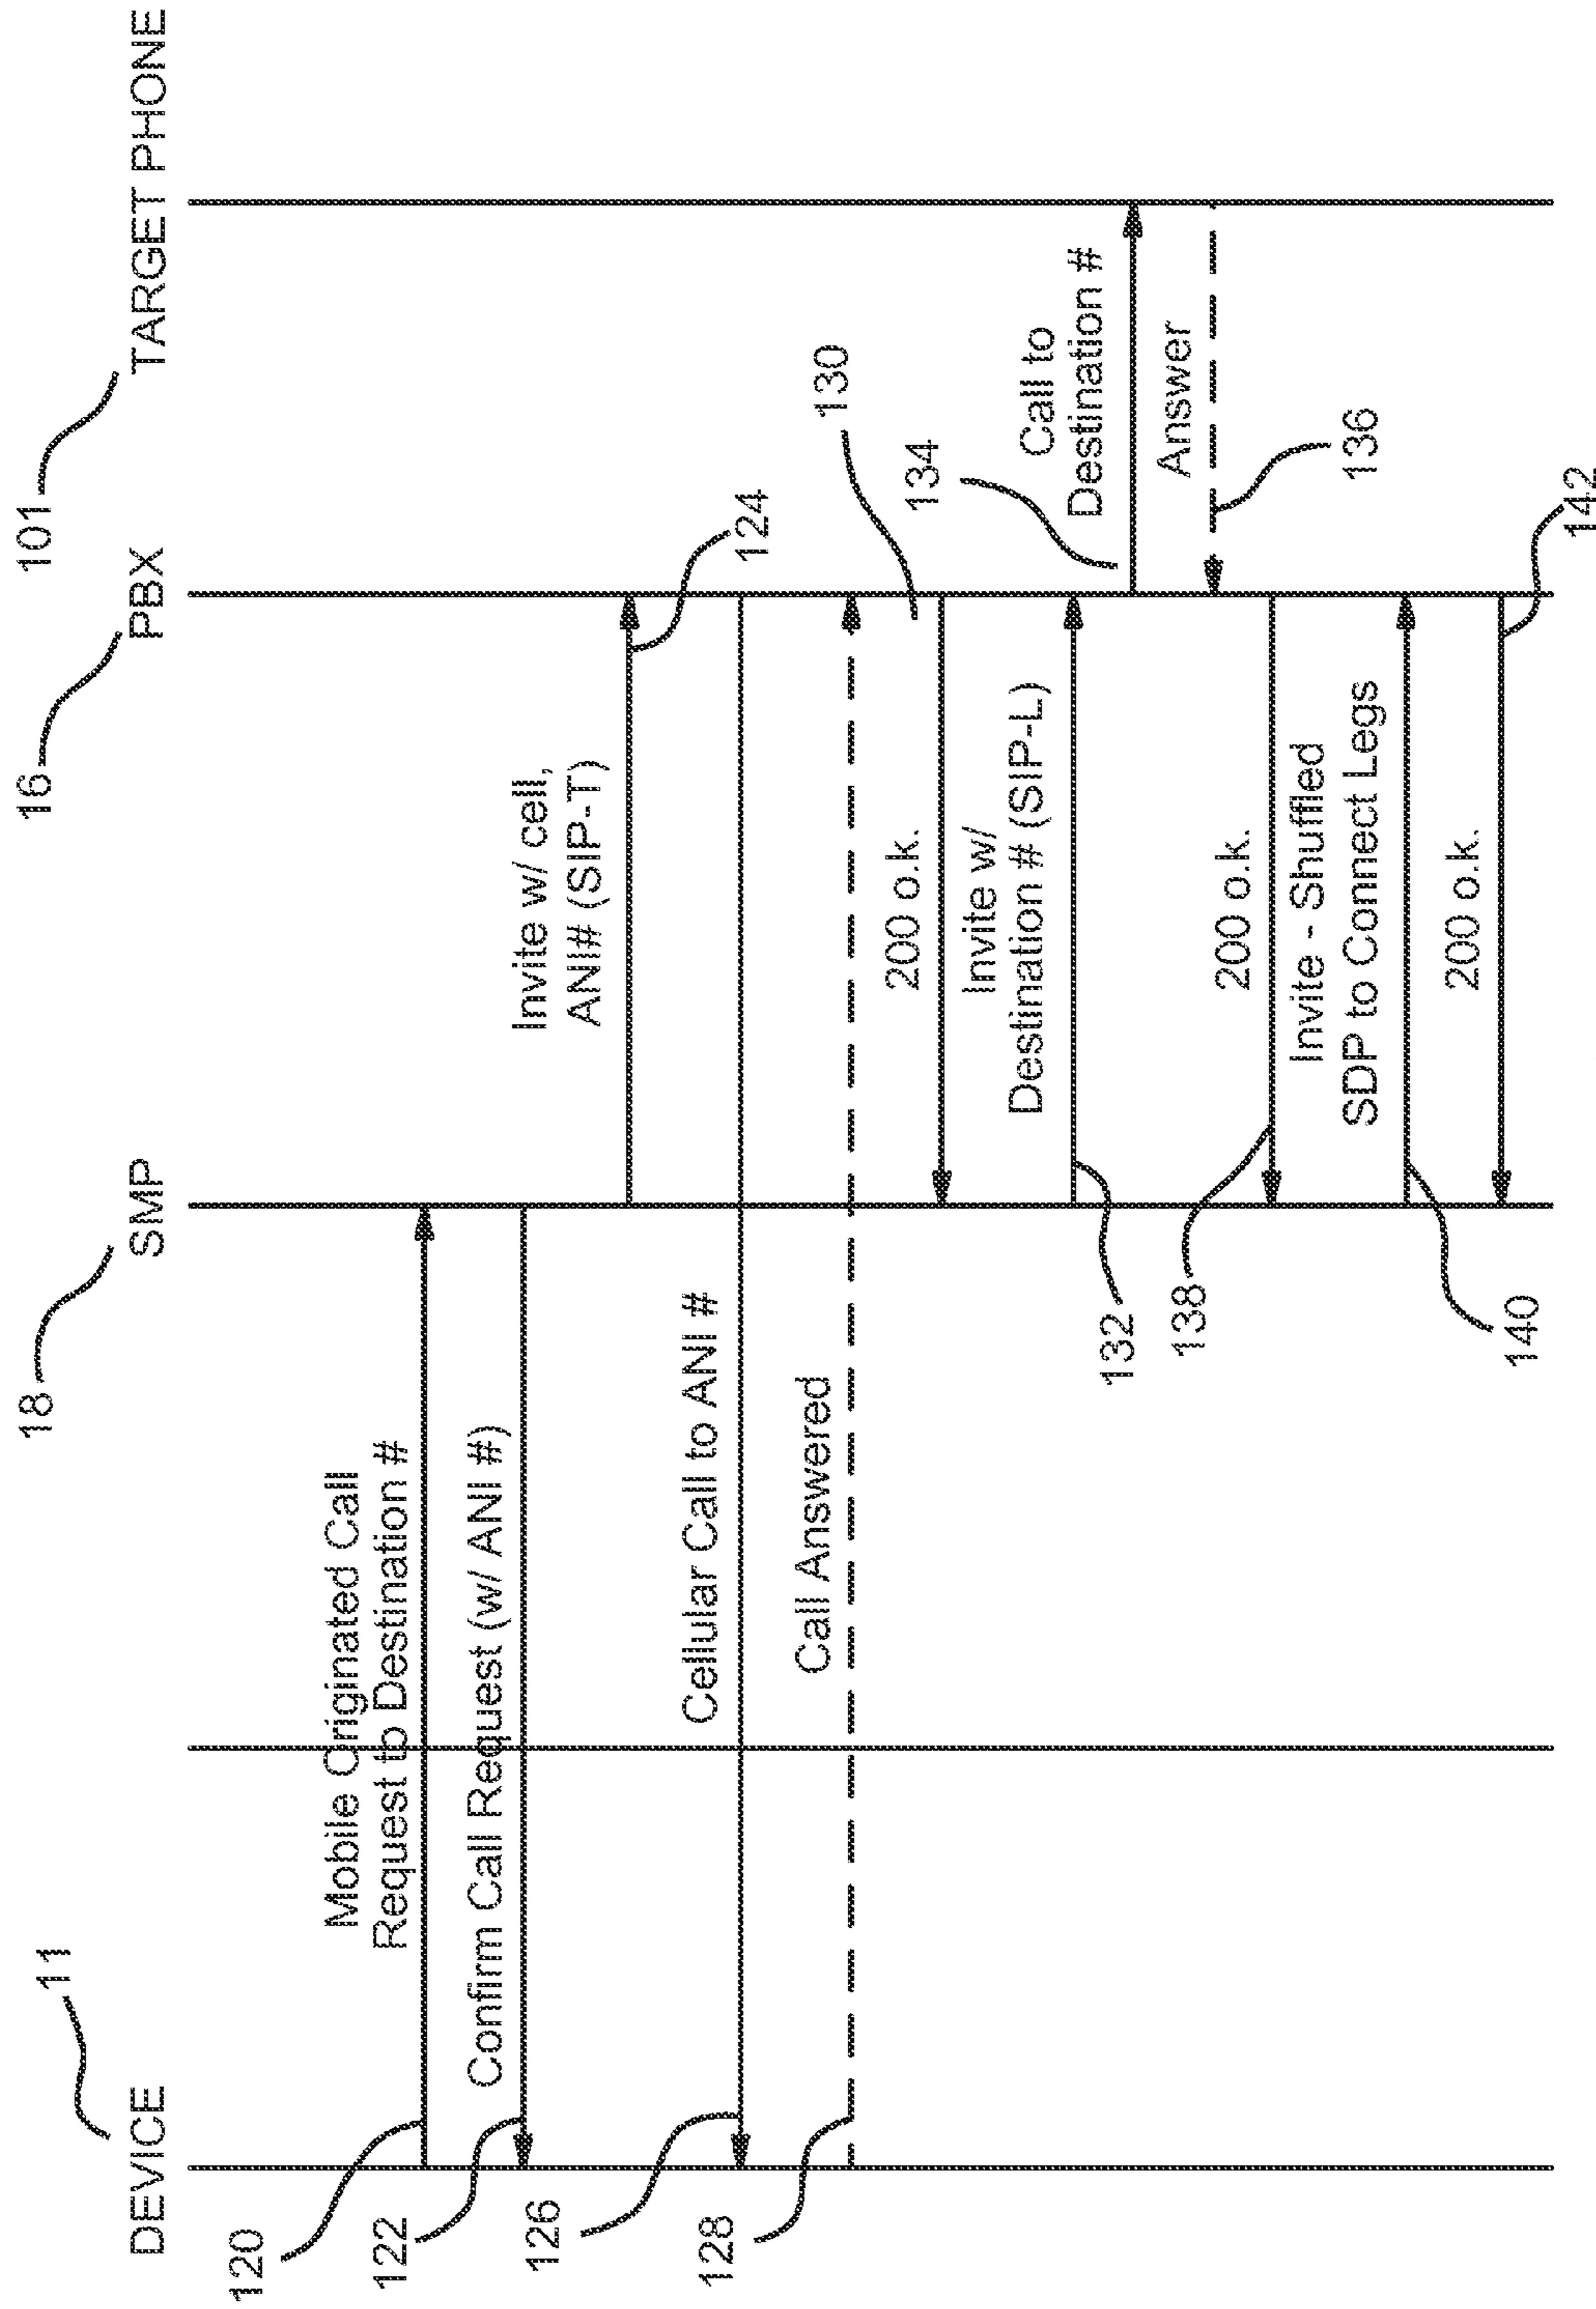 DEVICE
11
18
SMP
16
PBX
101
TARGET PHONE
120
Mobile Originated Call
Request to Destination #
122
Confirm Call Request (w/ ANI #)
Invite w/ cell,
ANI# (SIP-T)
124
126
Cellular Call to ANI #
128
Call Answered
130
200 o.k.
Invite w/
Destination # (SIP-L)
132
134
Call to
Destination #
Answer
136
138
200 o.k.
Invite - Shuffled
SDP to Connect Legs
140
200 o.k.
142